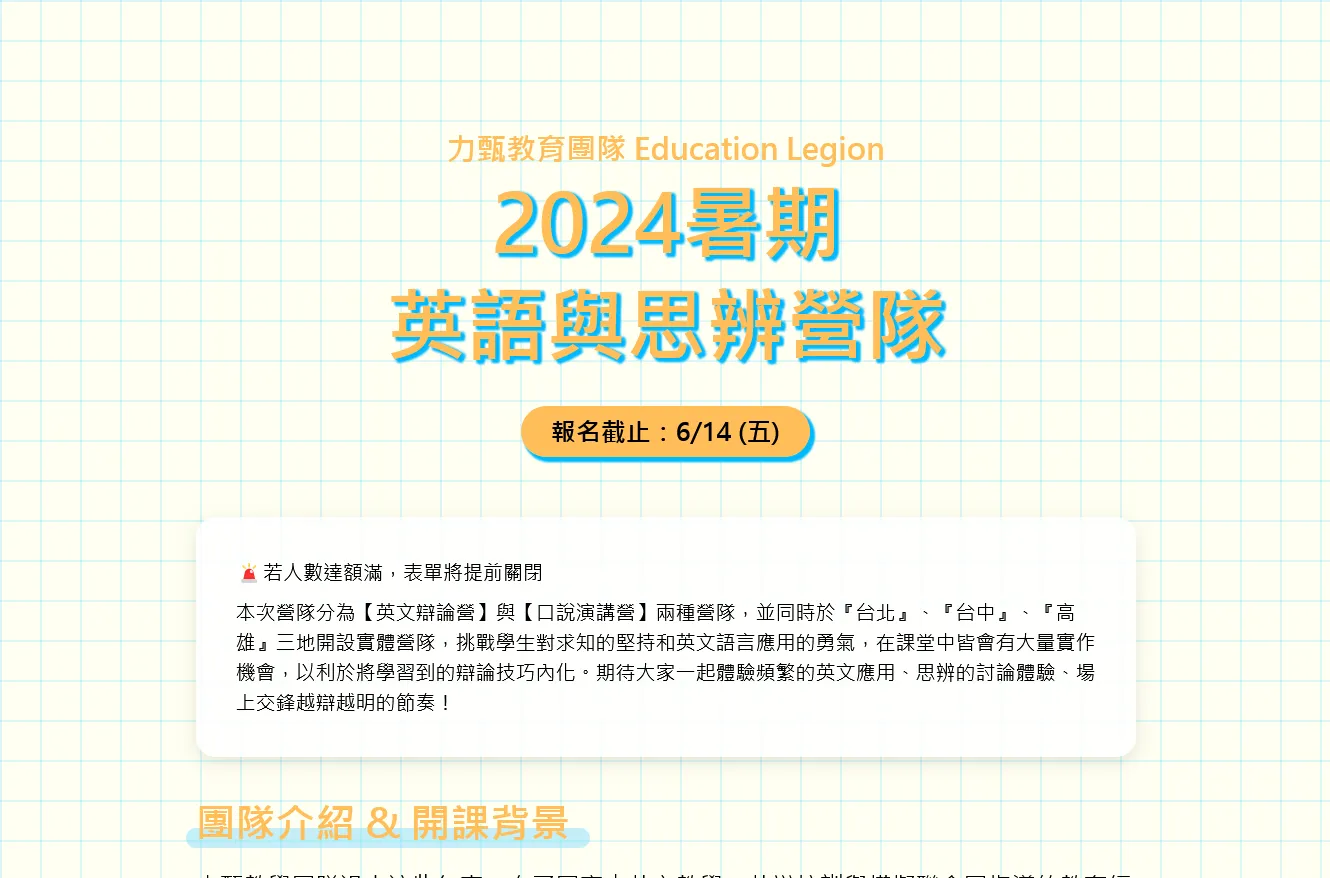 力甄教育團隊 Education Legion
2024暑期
英語與思辨營隊
報名截止：6/14 (五)
🚨若人數達額滿，表單將提前關閉
本次營隊分為【英文辯論營】與【口說演講營】兩種營隊，並同時於『台北』、『台中』、『高
雄』三地開設實體營隊，挑戰學生對求知的堅持和英文語言應用的勇氣，在課堂中皆會有大量實作
機會，以利於將學習到的辯論技巧內化。期待大家一起體驗頻繁的英文應用、思辨的討論體驗、場
上交鋒越辯越明的節奏！
團隊介紹 & 開課背景